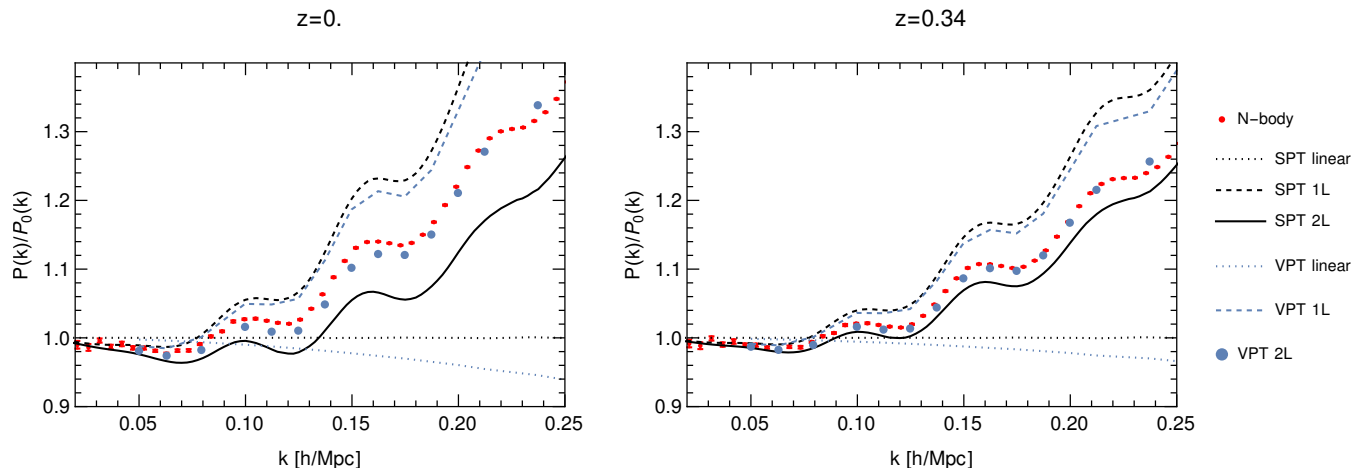 z=0.
z=0.34
P(k)/P₀(k)
1.3
1.2
1.1
1.0
0.9
0.05
0.10
0.15
0.20
0.25
k [h/Mpc]
P(k)/P₀(k)
1.3
1.2
1.1
1.0
0.9
0.05
0.10
0.15
0.20
0.25
k [h/Mpc]
N-body
SPT linear
SPT 1L
SPT 2L
VPT linear
VPT 1L
VPT 2L